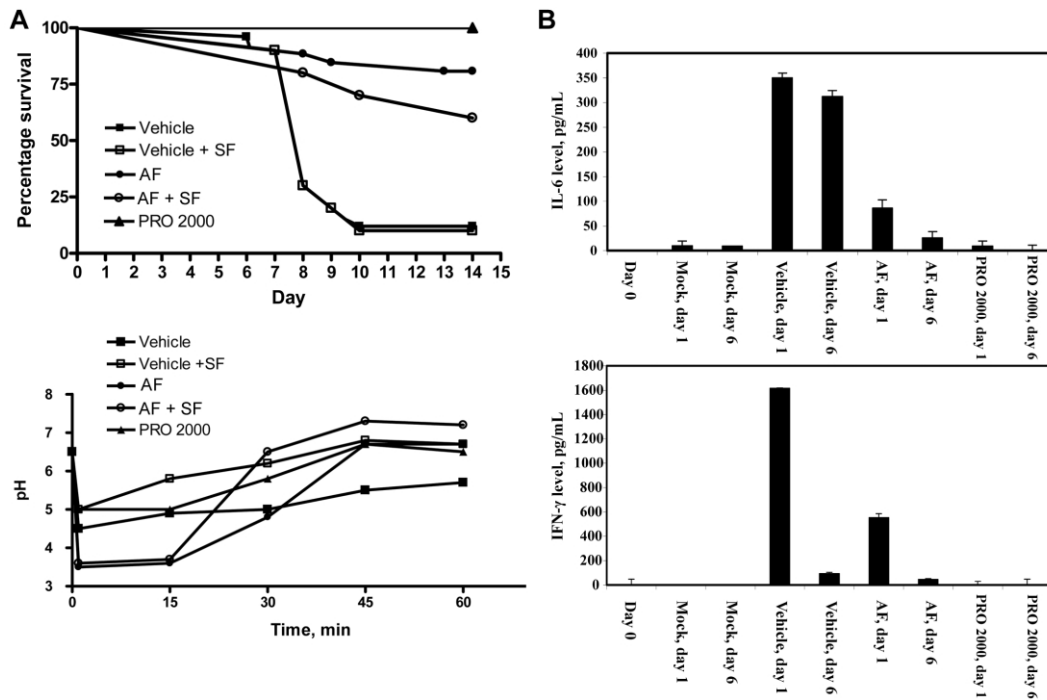 A
100
75
50
25
0
Percentage survival
Vehicle
Vehicle + SF
AF
AF + SF
PRO 2000
0 1 2 3 4 5 6 7 8 9 10 11 12 13 14 15
Day
Vehicle
Vehicle +SF
AF
AF + SF
PRO 2000
8
7
6
5
4
3
pH
0 15 30 45 60
Time, min
B
400
350
300
250
200
150
100
50
0
IL-6 level, pg/mL
Day 0
Mock, day 1
Mock, day 6
Vehicle, day 1
Vehicle, day 6
AF, day 1
AF, day 6
PRO 2000, day 1
PRO 2000, day 6
1800
1600
1400
1200
1000
800
600
400
200
0
IFN-γ level, pg/mL
Day 0
Mock, day 1
Mock, day 6
Vehicle, day 1
Vehicle, day 6
AF, day 1
AF, day 6
PRO 2000, day 1
PRO 2000, day 6